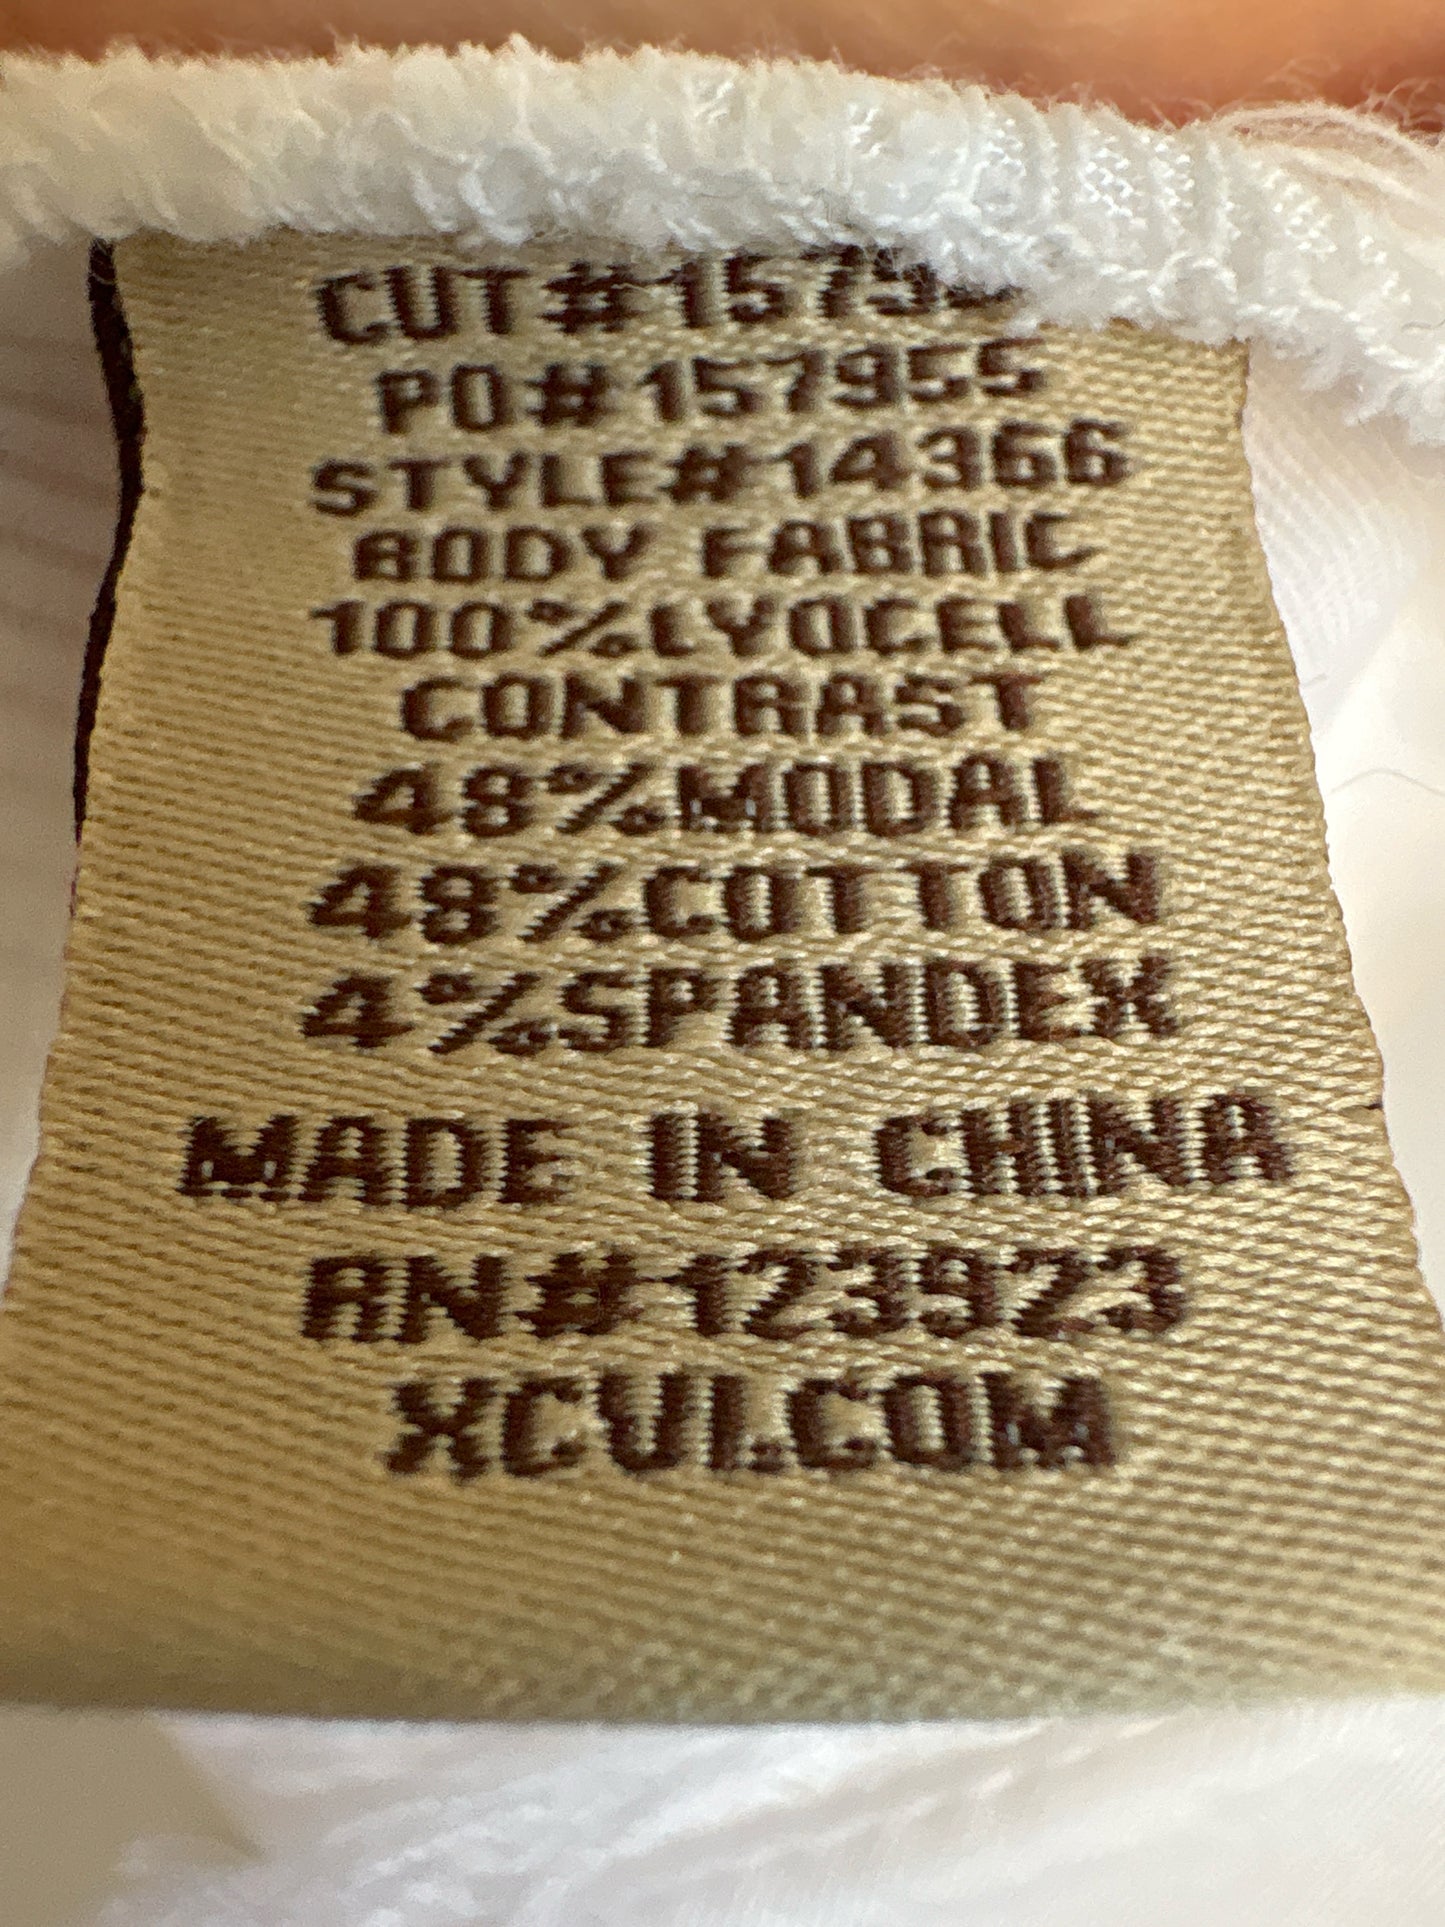 CUT#15795
PO#157955
STYLE#14366
BODY FABRIC
100%LYOCELL
CONTRAST
48%MODAL
48%COTTON
4%SPANDEX
MADE IN CHINA
RN#123923
XCVI.COM